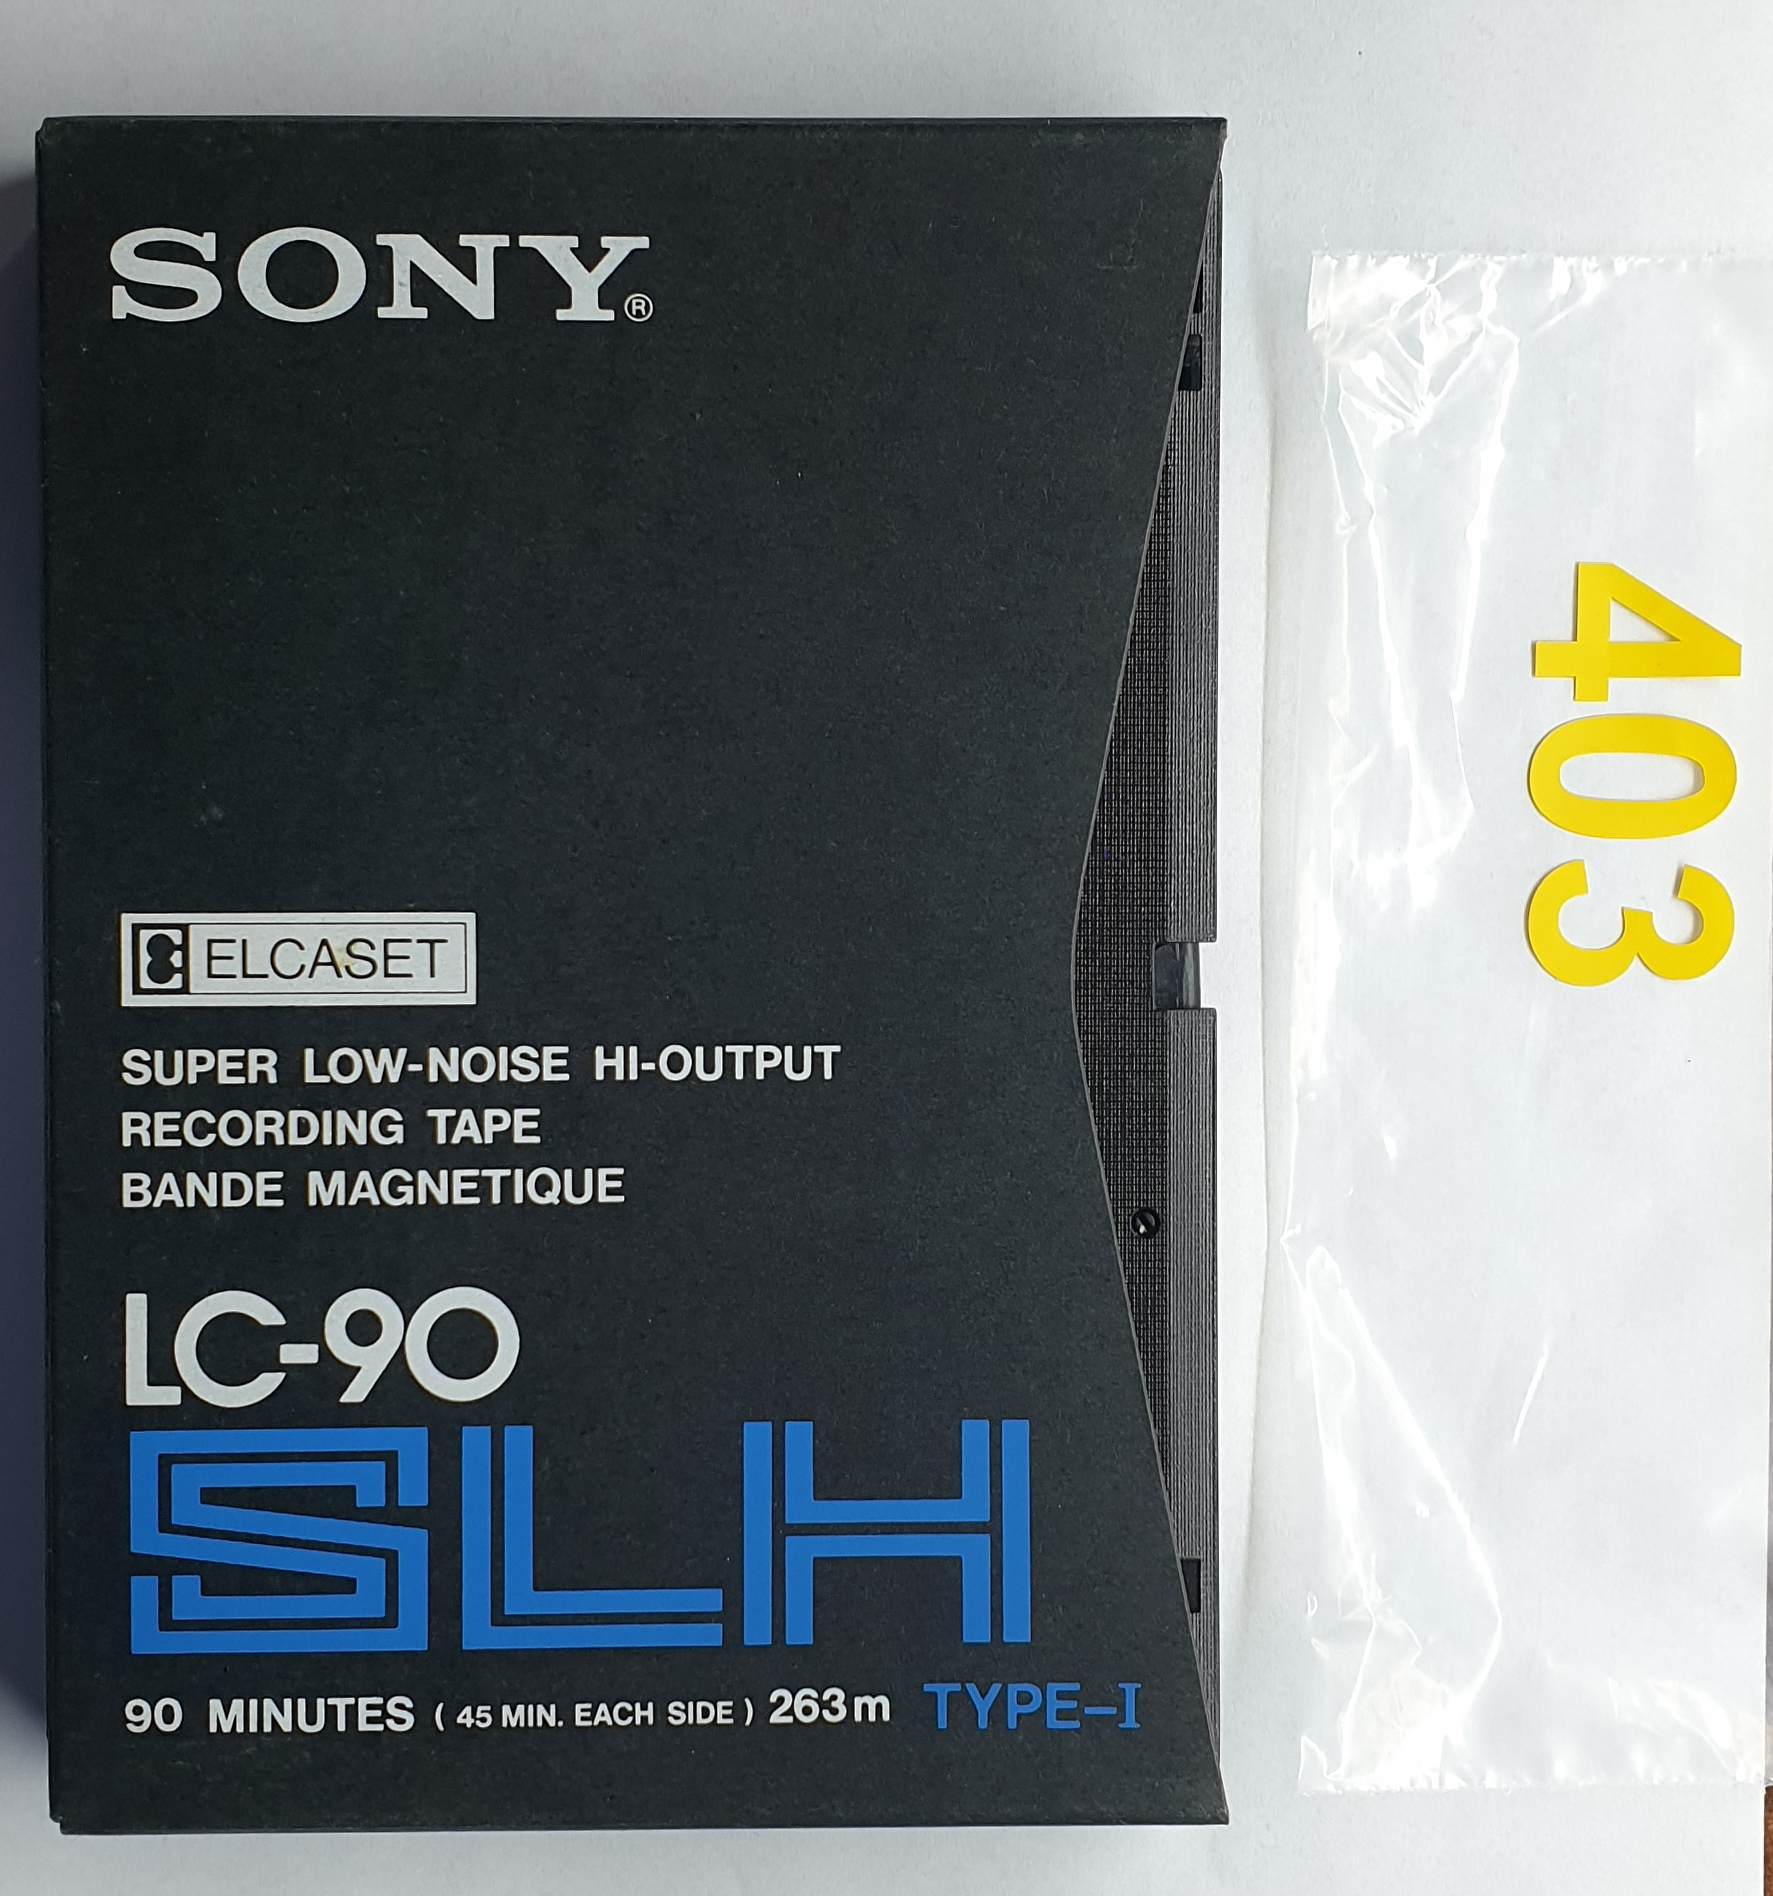 SONY®
ELCASET
SUPER LOW-NOISE HI-OUTPUT
RECORDING TAPE
BANDE MAGNETIQUE
LC-90
SLH
90 MINUTES ( 45 MIN. EACH SIDE ) 263m TYPE-I
403